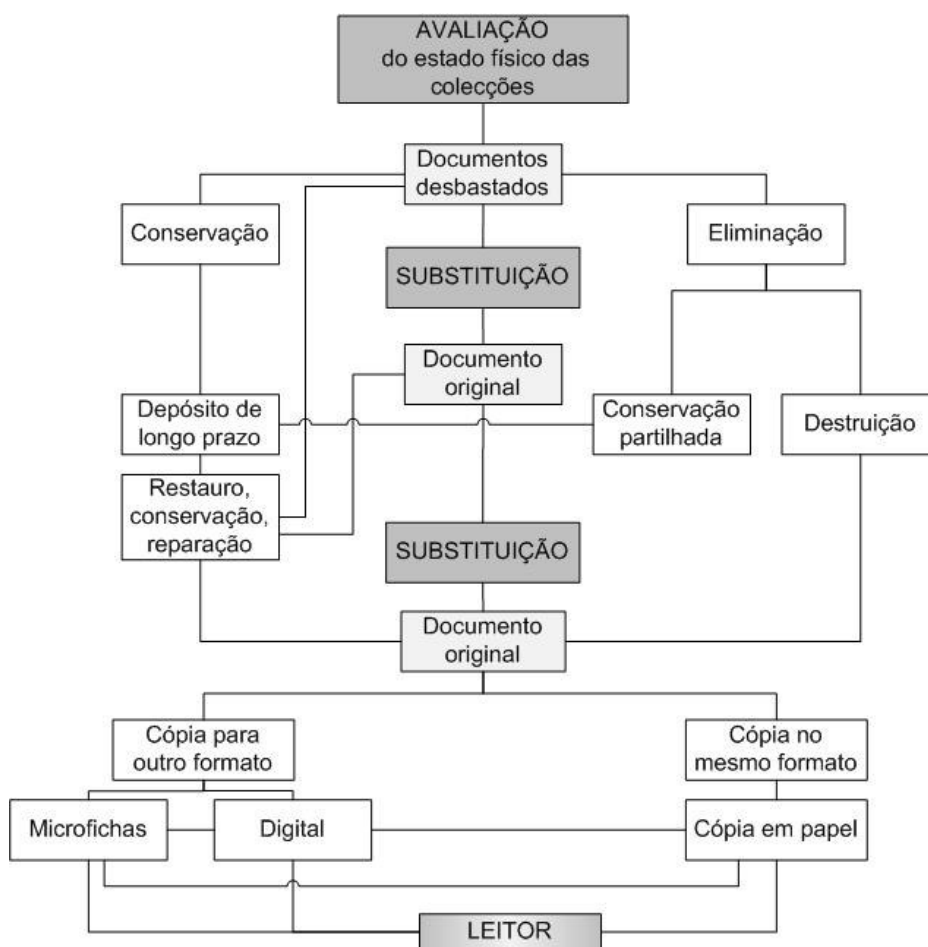 AVALIAÇÃO
do estado físico das
colecções
Documentos
desbastados
Conservação
Eliminação
SUBSTITUIÇÃO
Documento
original
Depósito de
longo prazo
Conservação
partilhada
Destruição
Restauro,
conservação,
reparação
SUBSTITUIÇÃO
Documento
original
Cópia para
outro formato
Cópia no
mesmo formato
Microfichas
Digital
Cópia em papel
LEITOR